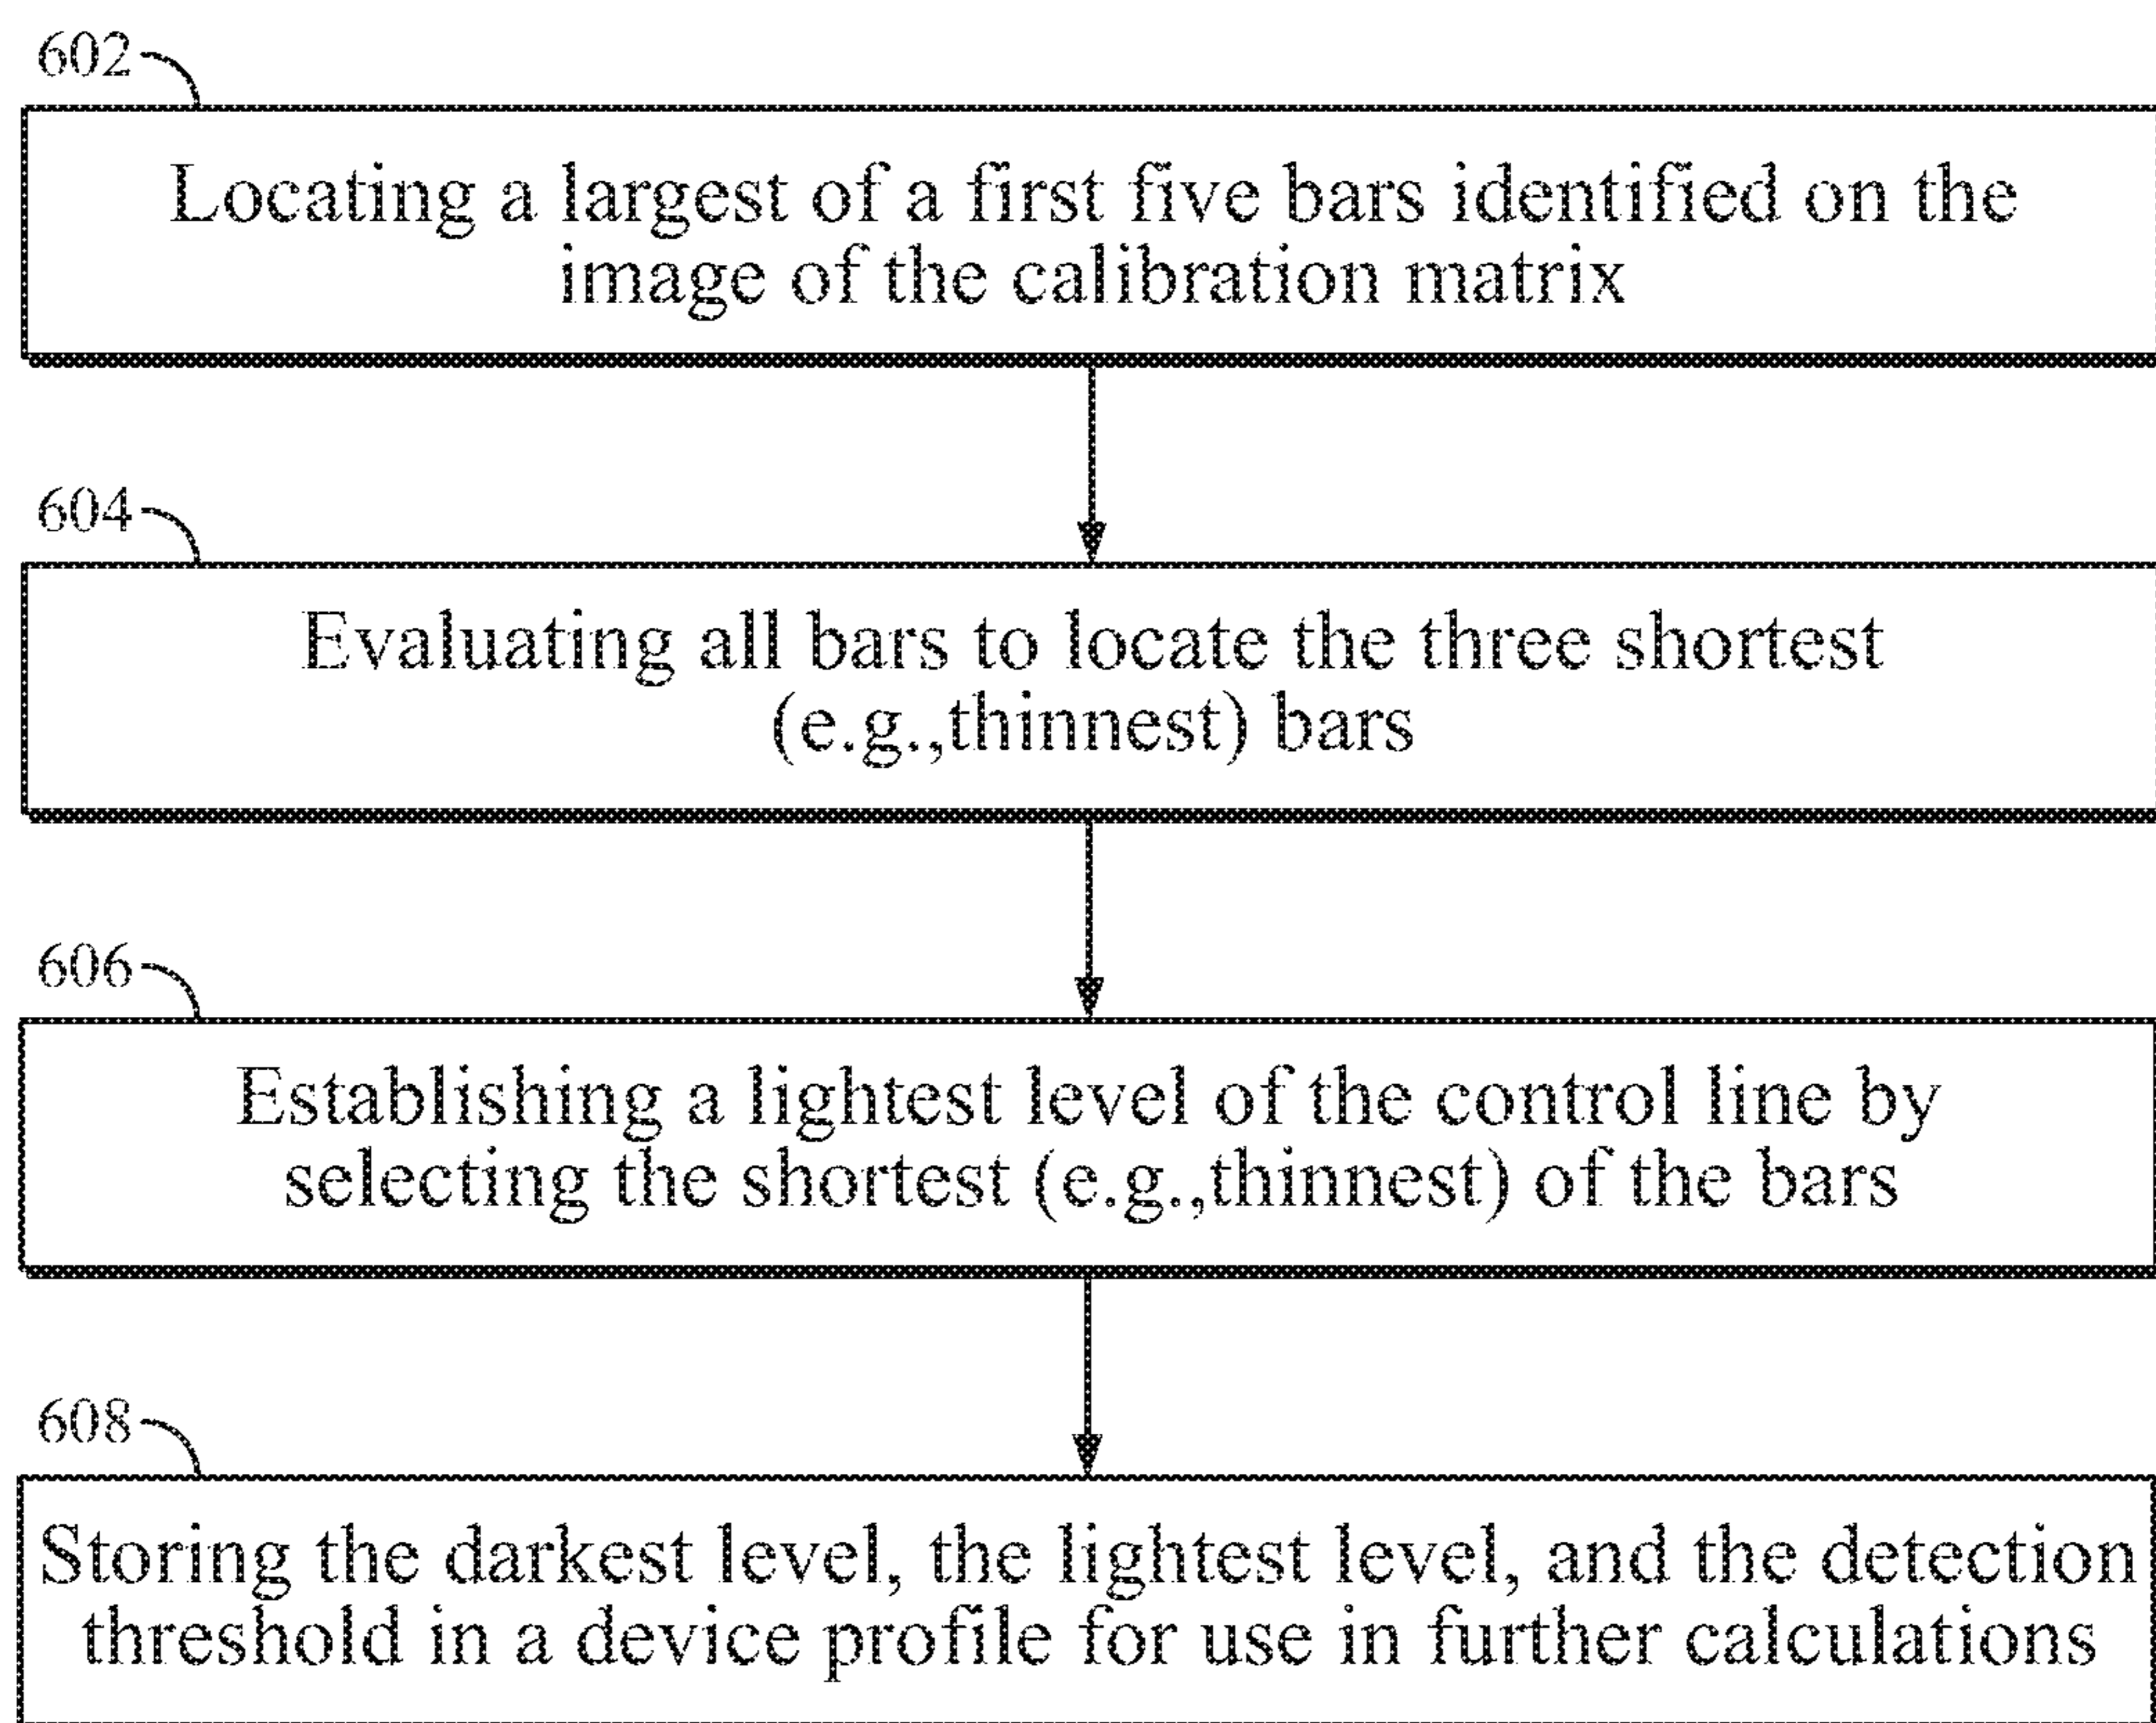 602
Locating a largest of a first five bars identified on the
image of the calibration matrix
604
Evaluating all bars to locate the three shortest
(e.g.,thinnest) bars
606
Establishing a lightest level of the control line by
selecting the shortest (e.g.,thinnest) of the bars
608
Storing the darkest level, the lightest level, and the detection
threshold in a device profile for use in further calculations